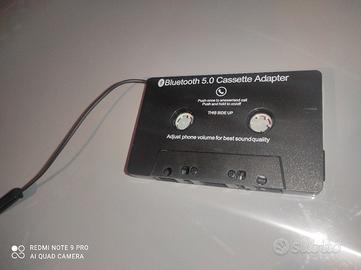 Bluetooth 5.0 Cassette Adapter
Push once to answer/end call
Push and hold to on/off
THIS SIDE UP
Adjust phone volume for best sound quality
REDMI NOTE 9 PRO
AI QUAD CAMERA
subito